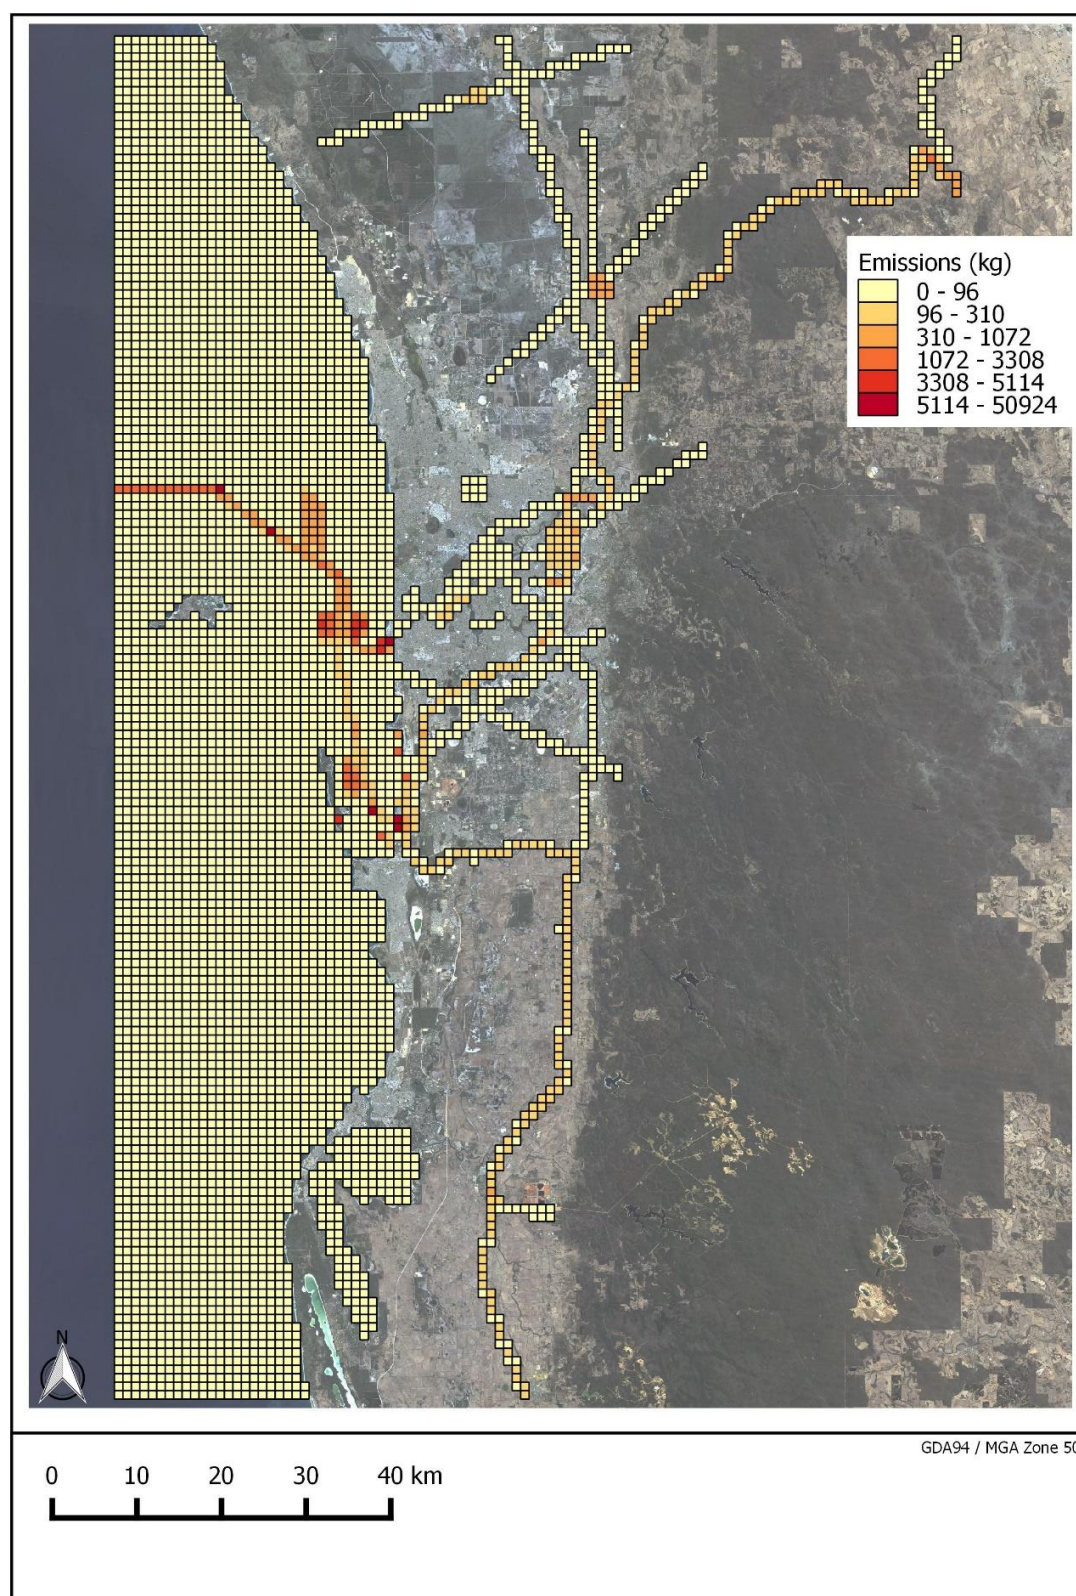 Emissions (kg)
0 - 96
96 - 310
310 - 1072
1072 - 3308
3308 - 5114
5114 - 50924
N
GDA94 / MGA Zone 50
0 10 20 30 40 km